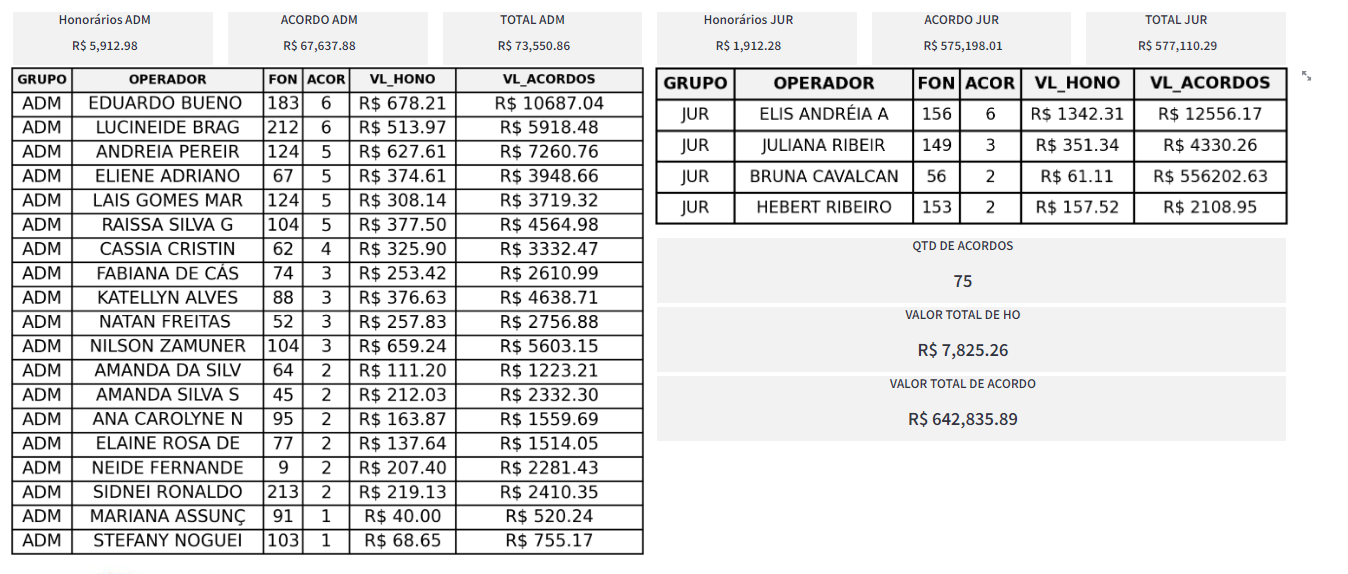 Honorários ADM
R$ 5,912.98
ACORDO ADM
R$ 67,637.88
TOTAL ADM
R$ 73,550.86
Honorários JUR
R$ 1,912.28
ACORDO JUR
R$ 575,198.01
TOTAL JUR
R$ 577,110.29
GRUPO OPERADOR FON ACOR VL_HONO VL_ACORDOS
ADM EDUARDO BUENO 183 6 R$ 678.21 R$ 10687.04
ADM LUCINEIDE BRAG 212 6 R$ 513.97 R$ 5918.48
ADM ANDREIA PEREIR 124 5 R$ 627.61 R$ 7260.76
ADM ELIENE ADRIANO 67 5 R$ 374.61 R$ 3948.66
ADM LAIS GOMES MAR 124 5 R$ 308.14 R$ 3719.32
ADM RAISSA SILVA G 104 5 R$ 377.50 R$ 4564.98
ADM CASSIA CRISTIN 62 4 R$ 325.90 R$ 3332.47
ADM FABIANA DE CÁS 74 3 R$ 253.42 R$ 2610.99
ADM KATELLYN ALVES 88 3 R$ 376.63 R$ 4638.71
ADM NATAN FREITAS 52 3 R$ 257.83 R$ 2756.88
ADM NILSON ZAMUNER 104 3 R$ 659.24 R$ 5603.15
ADM AMANDA DA SILV 64 2 R$ 111.20 R$ 1223.21
ADM AMANDA SILVA S 45 2 R$ 212.03 R$ 2332.30
ADM ANA CAROLYNE N 95 2 R$ 163.87 R$ 1559.69
ADM ELAINE ROSA DE 77 2 R$ 137.64 R$ 1514.05
ADM NEIDE FERNANDE 9 2 R$ 207.40 R$ 2281.43
ADM SIDNEI RONALDO 213 2 R$ 219.13 R$ 2410.35
ADM MARIANA ASSUNÇ 91 1 R$ 40.00 R$ 520.24
ADM STEFANY NOGUEI 103 1 R$ 68.65 R$ 755.17
GRUPO OPERADOR FON ACOR VL_HONO VL_ACORDOS
JUR ELIS ANDRÉIA A 156 6 R$ 1342.31 R$ 12556.17
JUR JULIANA RIBEIR 149 3 R$ 351.34 R$ 4330.26
JUR BRUNA CAVALCAN 56 2 R$ 61.11 R$ 556202.63
JUR HEBERT RIBEIRO 153 2 R$ 157.52 R$ 2108.95
QTD DE ACORDOS
75
VALOR TOTAL DE HO
R$ 7,825.26
VALOR TOTAL DE ACORDO
R$ 642,835.89